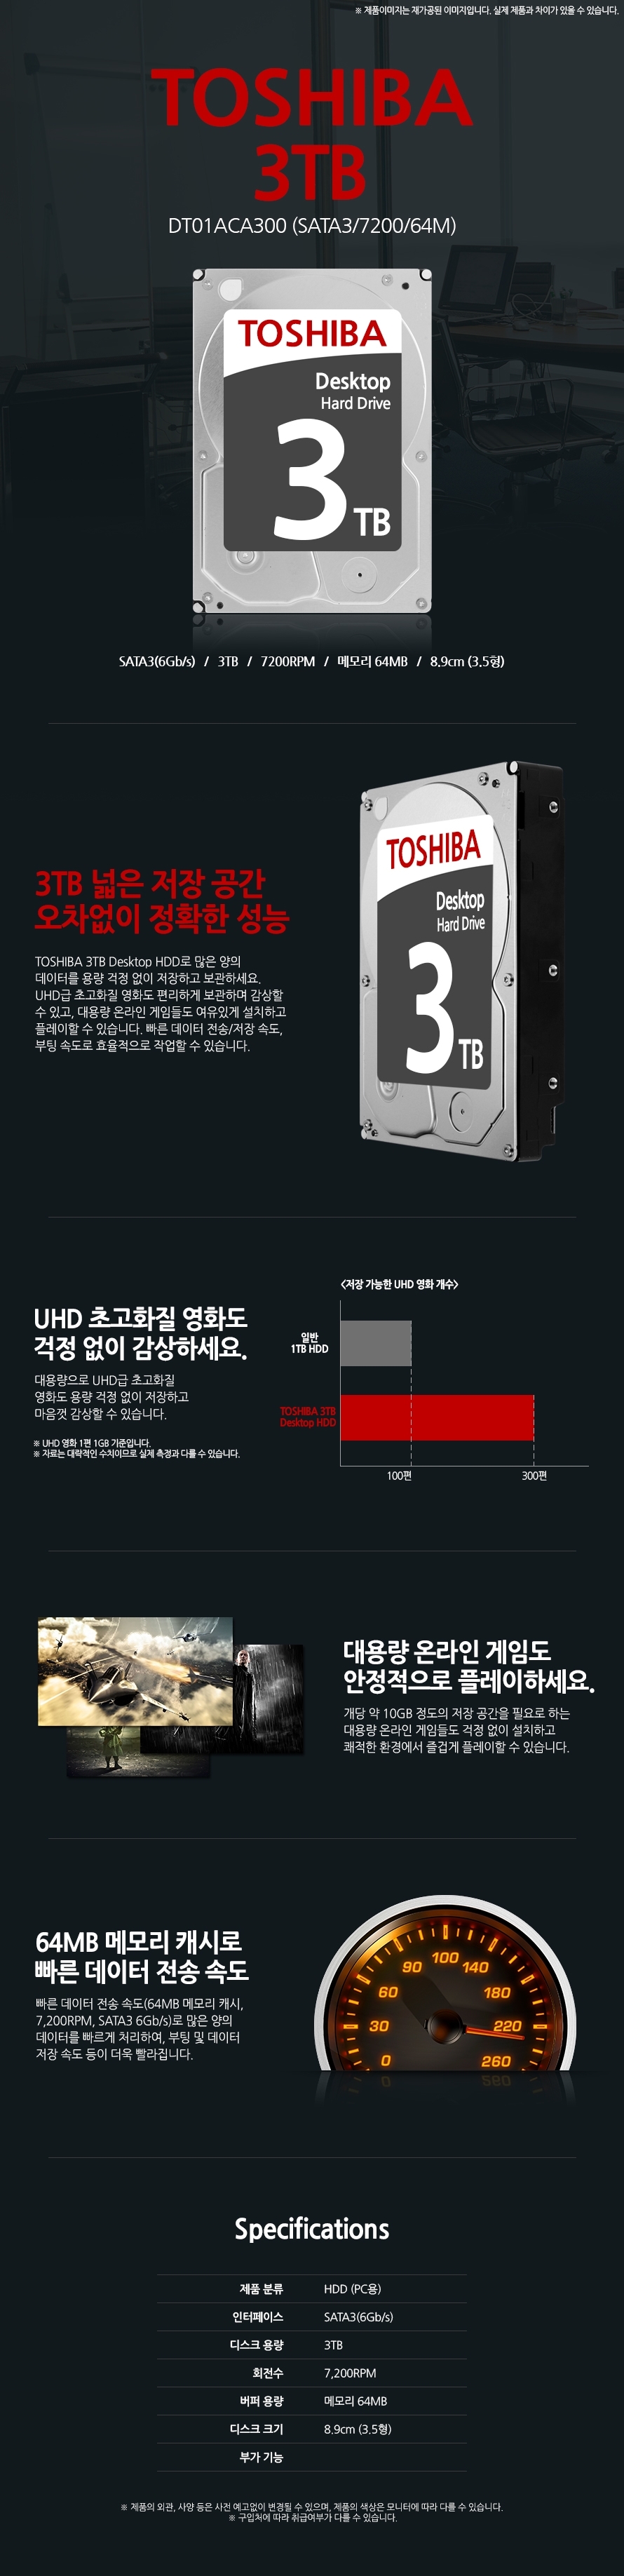 ※ 제품이미지는 재가공된 이미지입니다. 실제 제품과 차이가 있을 수 있습니다.
TOSHIBA
3TB
DT01ACA300 (SATA3/7200/64M)
TOSHIBA
Desktop
Hard Drive
3TB
SATA3(6Gb/s) / 3TB / 7200RPM / 메모리 64MB / 8.9cm (3.5형)
3TB 넓은 저장 공간
오차없이 정확한 성능
TOSHIBA 3TB Desktop HDD로 많은 양의
데이터를 용량 걱정 없이 저장하고 보관하세요.
UHD급 초고화질 영화도 편리하게 보관하며 감상할
수 있고, 대용량 온라인 게임들도 여유있게 설치하고
플레이할 수 있습니다. 빠른 데이터 전송/저장 속도,
부팅 속도로 효율적으로 작업할 수 있습니다.
TOSHIBA
Desktop
Hard Drive
3TB
UHD 초고화질 영화도
걱정 없이 감상하세요.
대용량으로 UHD급 초고화질
영화도 용량 걱정 없이 저장하고
마음껏 감상할 수 있습니다.
※ UHD 영화 1편 1GB 기준입니다.
※ 자료는 대략적인 수치이므로 실제 측정과 다를 수 있습니다.
<저장 가능한 UHD 영화 개수>
일반
1TB HDD
TOSHIBA 3TB
Desktop HDD
100편 300편
대용량 온라인 게임도
안정적으로 플레이하세요.
개당 약 10GB 정도의 저장 공간을 필요로 하는
대용량 온라인 게임들도 걱정 없이 설치하고
쾌적한 환경에서 즐겁게 플레이할 수 있습니다.
64MB 메모리 캐시로
빠른 데이터 전송 속도
빠른 데이터 전송 속도(64MB 메모리 캐시,
7,200RPM, SATA3 6Gb/s)로 많은 양의
데이터를 빠르게 처리하여, 부팅 및 데이터
저장 속도 등이 더욱 빨라집니다.
0 30 60 90 100 140 180 220 260
Specifications
제품 분류 HDD (PC용)
인터페이스 SATA3(6Gb/s)
디스크 용량 3TB
회전수 7,200RPM
버퍼 용량 메모리 64MB
디스크 크기 8.9cm (3.5형)
부가 기능
※ 제품의 외관, 사양 등은 사전 예고없이 변경될 수 있으며, 제품의 색상은 모니터에 따라 다를 수 있습니다.
※ 구입처에 따라 취급여부가 다를 수 있습니다.